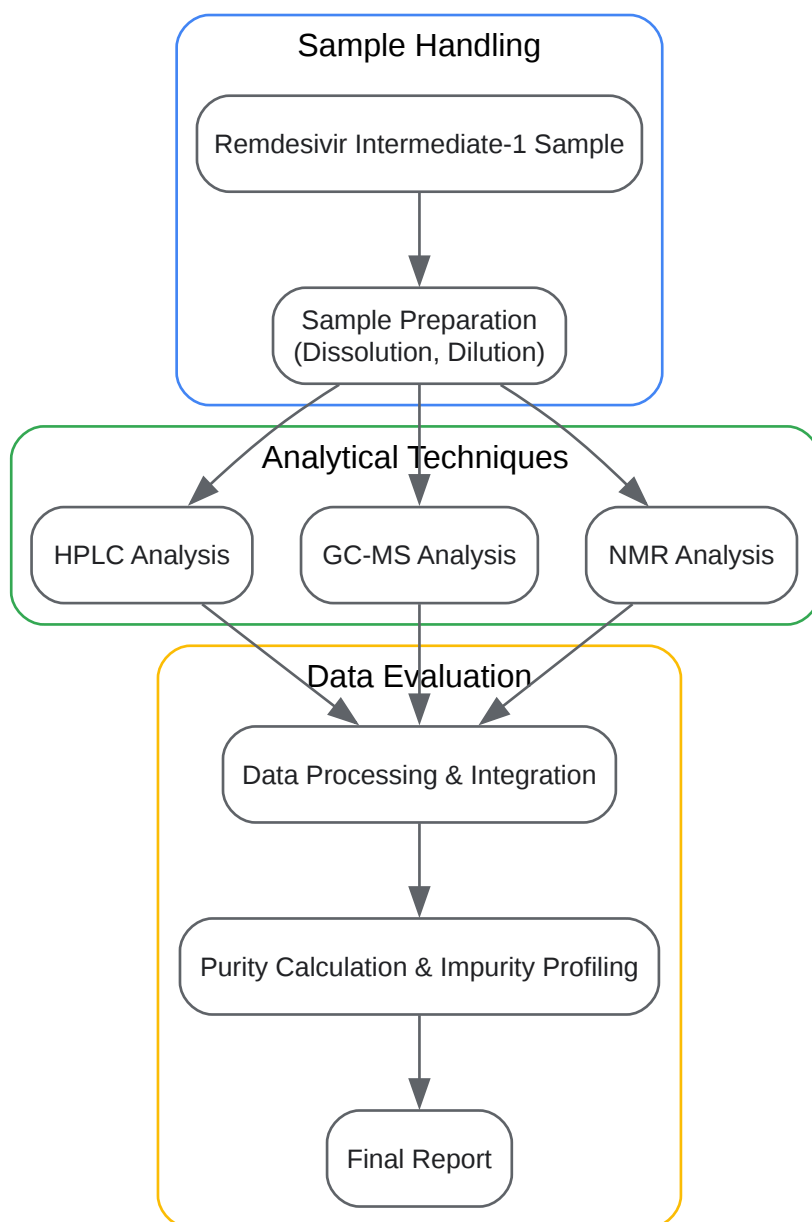 Sample Handling
Remdesivir Intermediate-1 Sample
Sample Preparation
(Dissolution, Dilution)
Analytical Techniques
HPLC Analysis
GC-MS Analysis
NMR Analysis
Data Evaluation
Data Processing & Integration
Purity Calculation & Impurity Profiling
Final Report